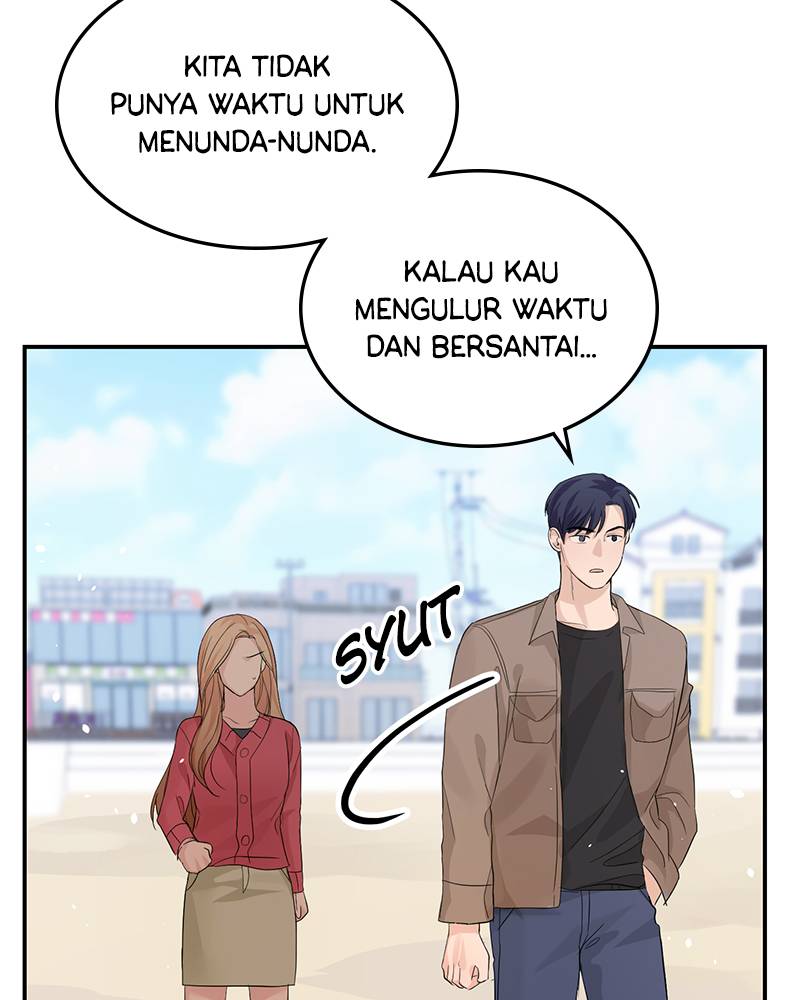 KITA TIDAK
PUNYA WAKTU UNTUK
MENUNDA-NUNDA.
KALAU KAU
MENGULUR WAKTU
DAN BERSANTAI...
SYUT